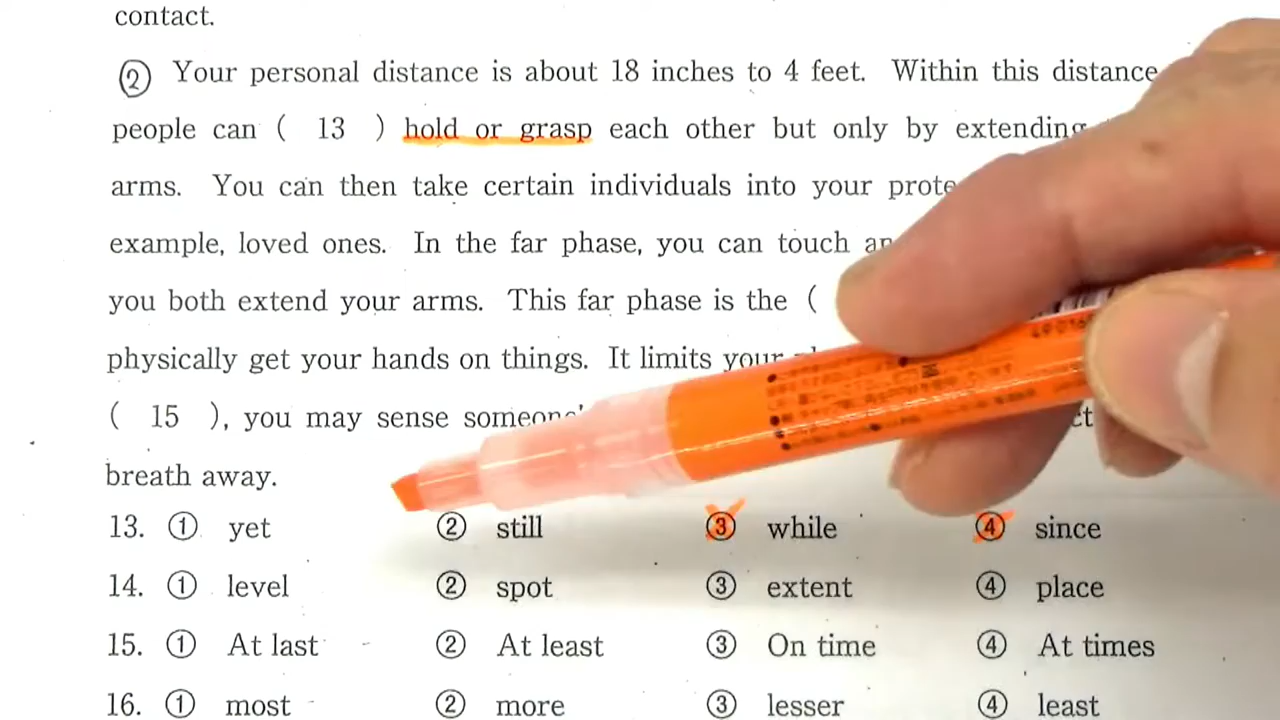 contact.
② Your personal distance is about 18 inches to 4 feet. Within this distance
people can ( 13 ) hold or grasp each other but only by extending
arms. You can then take certain individuals into your
example, loved ones. In the far phase, you can touch
you both extend your arms. This far phase is the (
physically get your hands on things. It limits your
( 15 ), you may sense
breath away.
13. ① yet ② still ③ while ④ since
14. ① level ② spot ③ extent ④ place
15. ① At last ② At least ③ On time ④ At times
16. ① most ② more ③ lesser ④ least